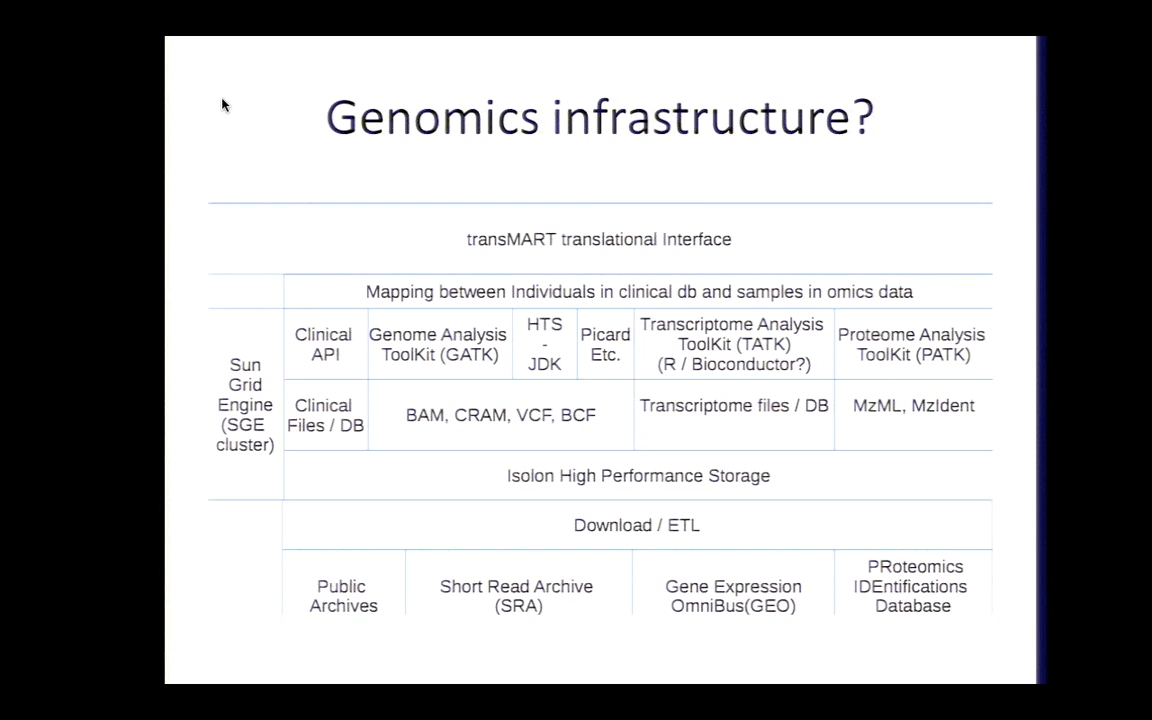 Genomics infrastructure?
transMART translational Interface
Mapping between Individuals in clinical db and samples in omics data
Sun
Grid
Engine
(SGE
cluster)
Clinical
API
Genome Analysis
ToolKit (GATK)
HTS
-
JDK
Picard
Etc.
Transcriptome Analysis
ToolKit (TATK)
(R / Bioconductor?)
Proteome Analysis
ToolKit (PATK)
Clinical
Files / DB
BAM, CRAM, VCF, BCF
Transcriptome files / DB
MzML, MzIdent
Isolon High Performance Storage
Download / ETL
Public
Archives
Short Read Archive
(SRA)
Gene Expression
OmniBus(GEO)
PRoteomics
IDEntifications
Database